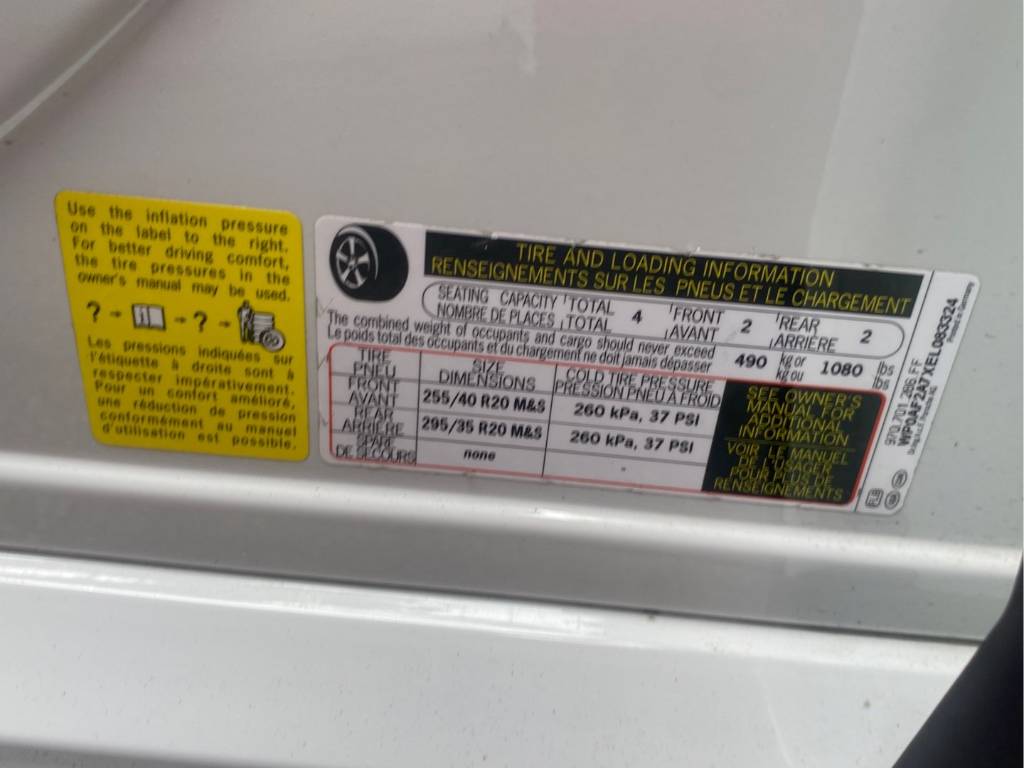 Use the inflation pressure
on the label to the right.
For better driving comfort,
the tire pressures in the
owner's manual may be used.
? ?
Les pressions indiquées sur
l'étiquette à droite sont à
respecter impérativement.
Pour un confort amélioré,
une réduction de pression
conformément au manuel
d'utilisation est possible.
TIRE AND LOADING INFORMATION
RENSEIGNEMENTS SUR LES PNEUS ET LE CHARGEMENT
SEATING CAPACITY TOTAL 4 FRONT 2 REAR 2
NOMBRE DE PLACES TOTAL AVANT ARRIÈRE
The combined weight of occupants and cargo should never exceed 490 kg or 1080 lbs
Le poids total des occupants et du chargement ne doit jamais dépasser kg ou lbs
TIRE SIZE COLD TIRE PRESSURE
PNEU DIMENSIONS PRESSION PNEU A FROID
FRONT 255/40 R20 M&S 260 kPa, 37 PSI
AVANT
REAR 295/35 R20 M&S 260 kPa, 37 PSI
ARRIÈRE
SPARE none
DE SECOURS
SEE OWNER'S
MANUAL FOR
ADDITIONAL
INFORMATION
VOIR LE MANUEL
DE L'USAGER
POUR PLUS DE
RENSEIGNEMENTS
970 701 286 FF
WP0AF2A7XEL083324